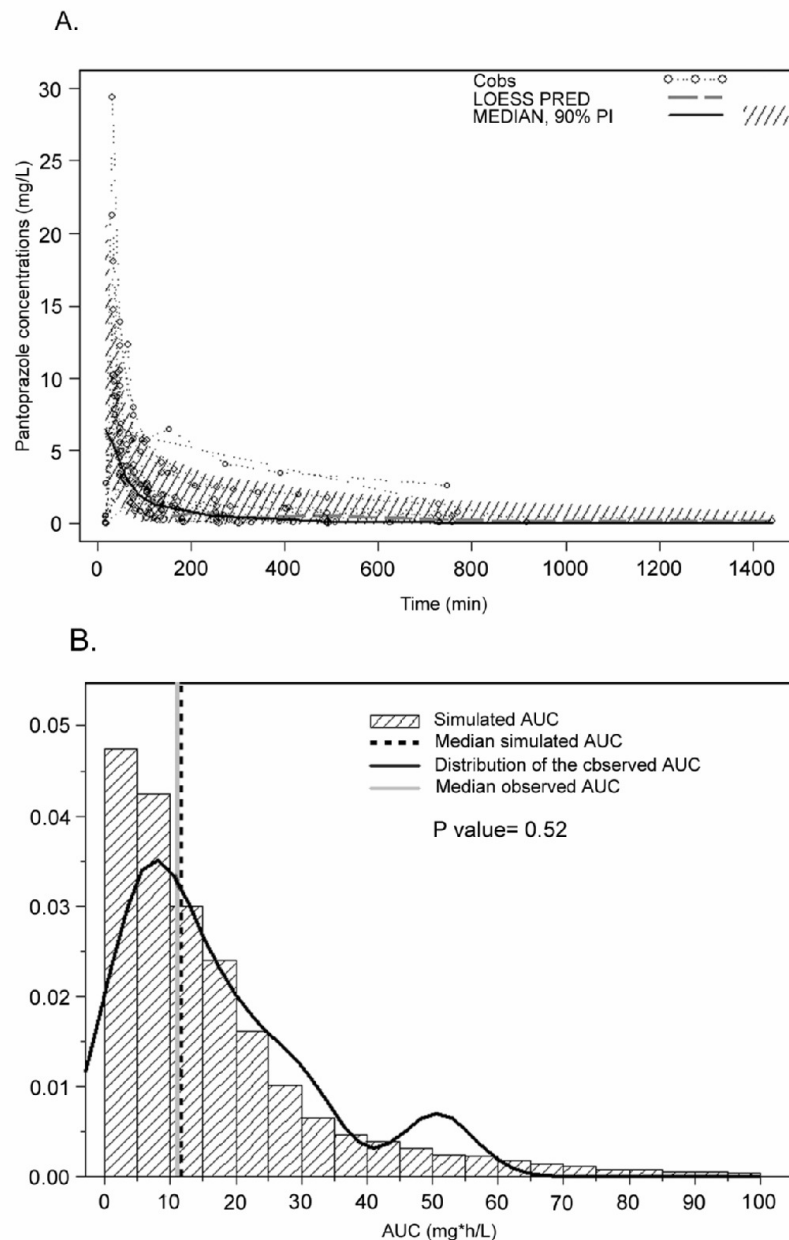 A.
Cobs
LOESS PRED
MEDIAN, 90% PI
30
25
20
15
10
5
0
Pantoprazole concentrations (mg/L)
0 200 400 600 800 1000 1200 1400
Time (min)
B.
Simulated AUC
Median simulated AUC
Distribution of the cbserved AUC
Median observed AUC
P value= 0.52
0.05
0.04
0.03
0.02
0.01
0.00
0 10 20 30 40 50 60 70 80 90 100
AUC (mg*h/L)